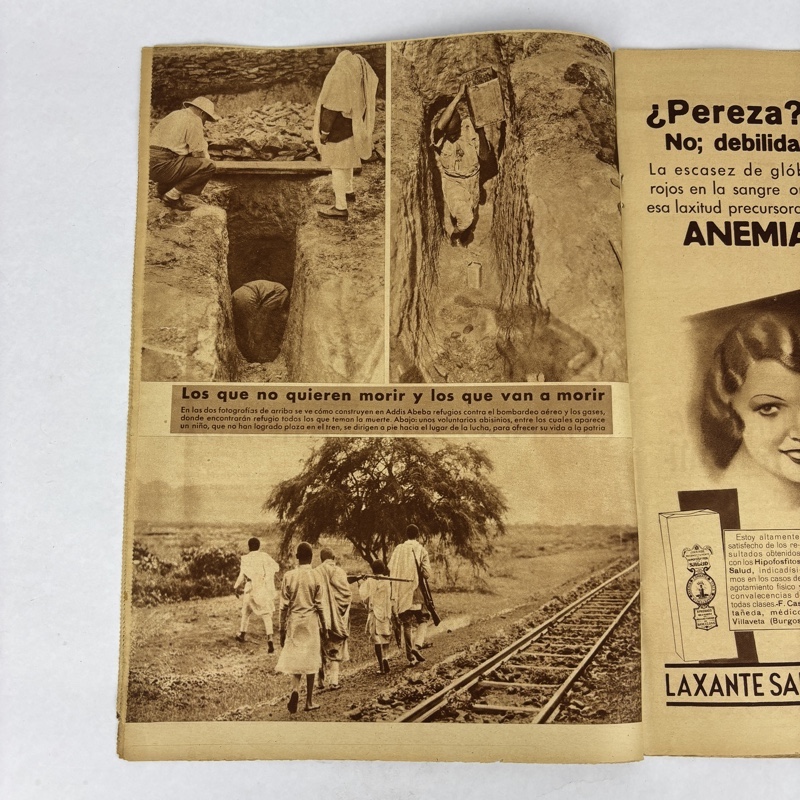 Los que no quieren morir y los que van a morir
En las dos fotografías de arriba se ve cómo construyen en Addis Abeba refugios contra el bombardeo aéreo y los gases,
donde encontrarán refugio todos los que teman la muerte. Abajo: unos voluntarios abisinios, entre los cuales aparece
un niño, que no han logrado plaza en el tren, se dirigen a pie hacia el lugar de la lucha, para ofrecer su vida a la patria.
¿Pereza?
No; debilida
La escasez de glób
rojos en la sangre or
esa laxitud precursora
ANEMIA
SALUD
Estoy altamente
satisfecho de los re-
sultados obtenidos
con los Hipofosfitos
Salud, indicadísi-
mos en los casos de
agotamiento físico y
convalecencias de
todas clases.-F. Cas
tañeda, médico
Villaveta (Burgos
LAXANTE SAL